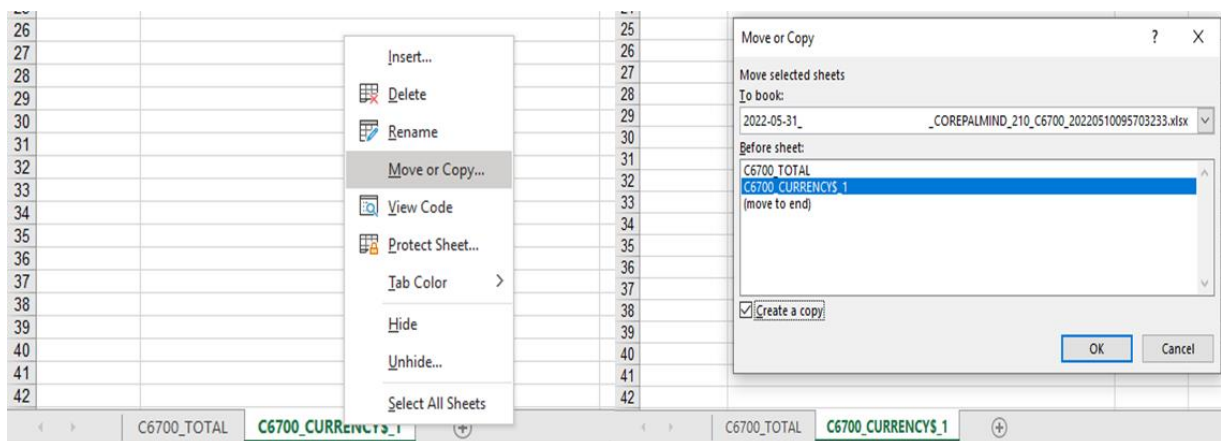 25
26
27
28
29
30
31
32
33
34
35
36
37
38
39
40
41
42
Insert...
Delete
Rename
Move or Copy...
View Code
Protect Sheet...
Tab Color
Hide
Unhide...
Select All Sheets
C6700_TOTAL C6700_CURRENCY$_1
25
26
27
28
29
30
31
32
33
34
35
36
37
38
39
40
41
42
Move or Copy ? X
Move selected sheets
To book:
2022-05-31_ _COREPALMIND_210_C6700_20220510095703233.xlsx
Before sheet:
C6700_TOTAL
C6700_CURRENCY$_1
(move to end)
Create a copy
OK Cancel
C6700_TOTAL C6700_CURRENCY$_1